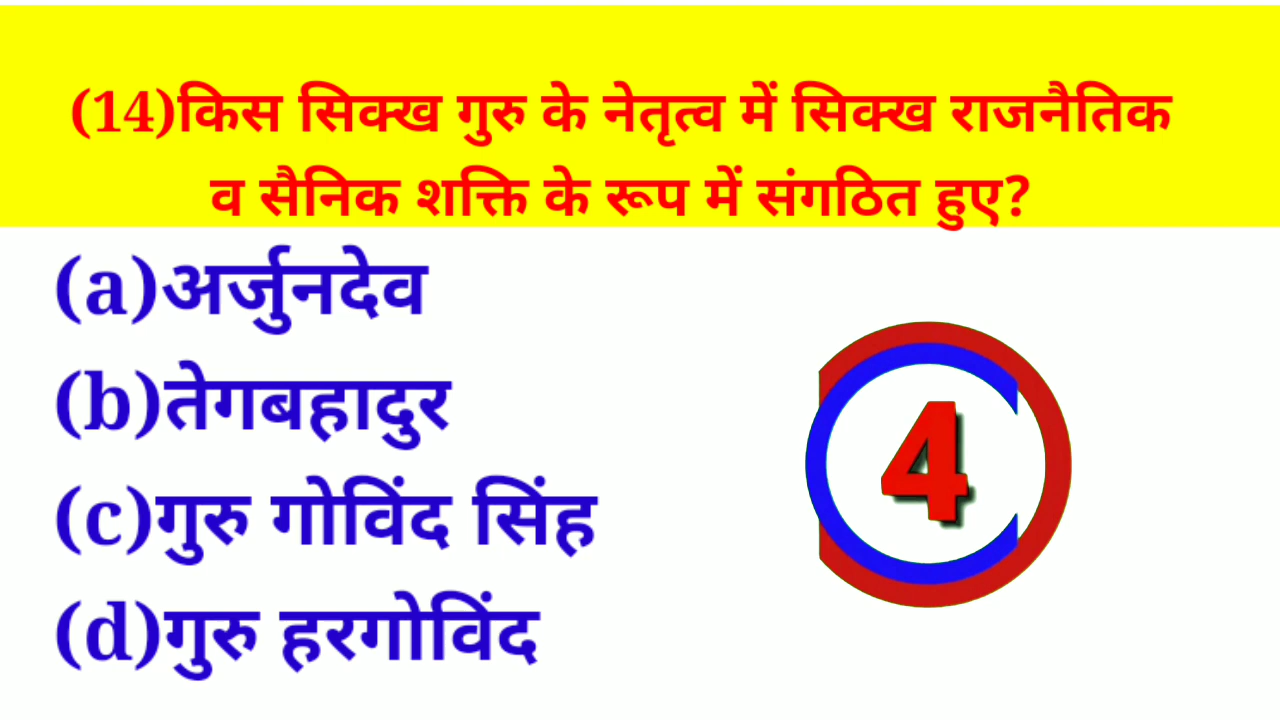 (14)किस सिक्ख गुरु के नेतृत्व में सिक्ख राजनैतिक
व सैनिक शक्ति के रूप में संगठित हुए?
(a)अर्जुनदेव
(b)तेगबहादुर
(c)गुरु गोविंद सिंह
(d)गुरु हरगोविंद
4